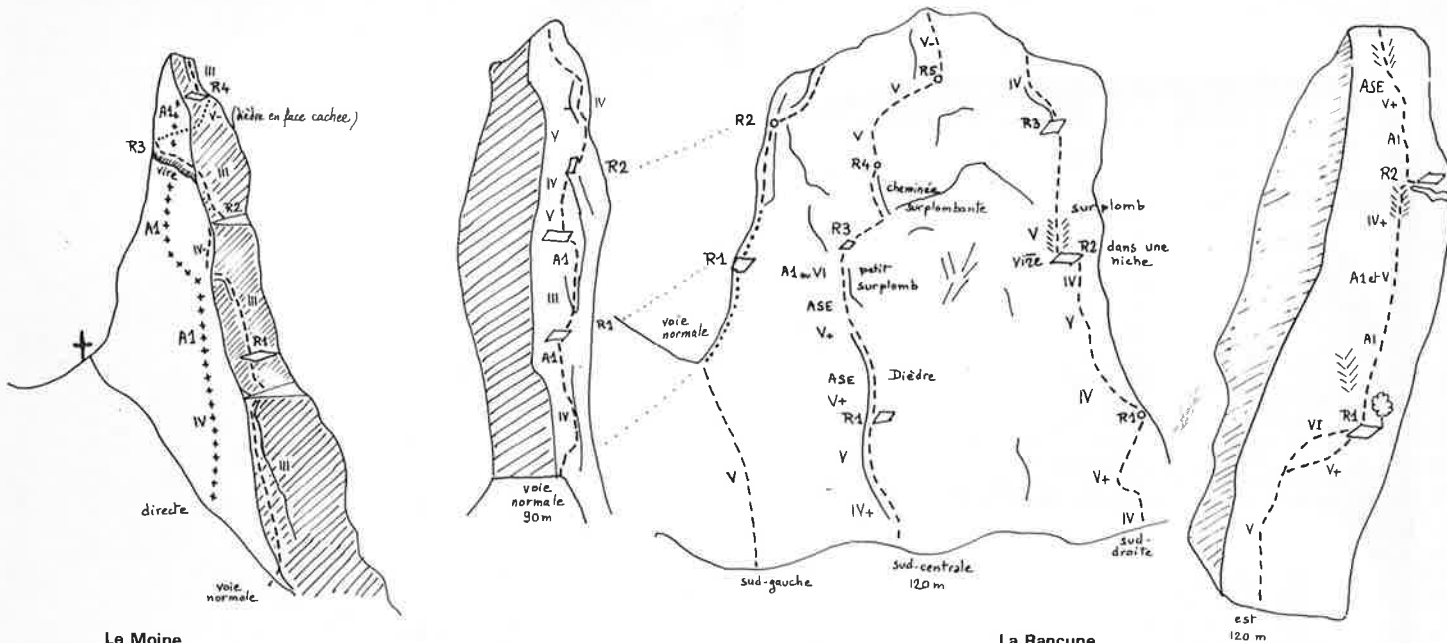 III
R4
A1
V-
(dièdre en face cachée)
R3
vire
III
A1
R2
IV-
A1
III
R1
IV
III
directe
voie
normale
Le Moine
IV
V
R2
IV
V
A1
III
R1
A1
IV
voie
normale
90m
R2
R1
voie
normale
V
sud-gauche
V-
R5
V
V
R4
cheminée
surplombante
R3
A1 ou VI
petit
surplomb
ASE
V+
Dièdre
ASE
V+
R1
V
IV+
sud-centrale
120m
IV
R3
surplomb
V
R2
dans une
niche
vire
IV
V
IV
R1
V+
IV
sud-
droite
La Rancune
ASE
V+
A1
R2
IV+
A1 et V
A1
R1
VI
V+
V
est
120m